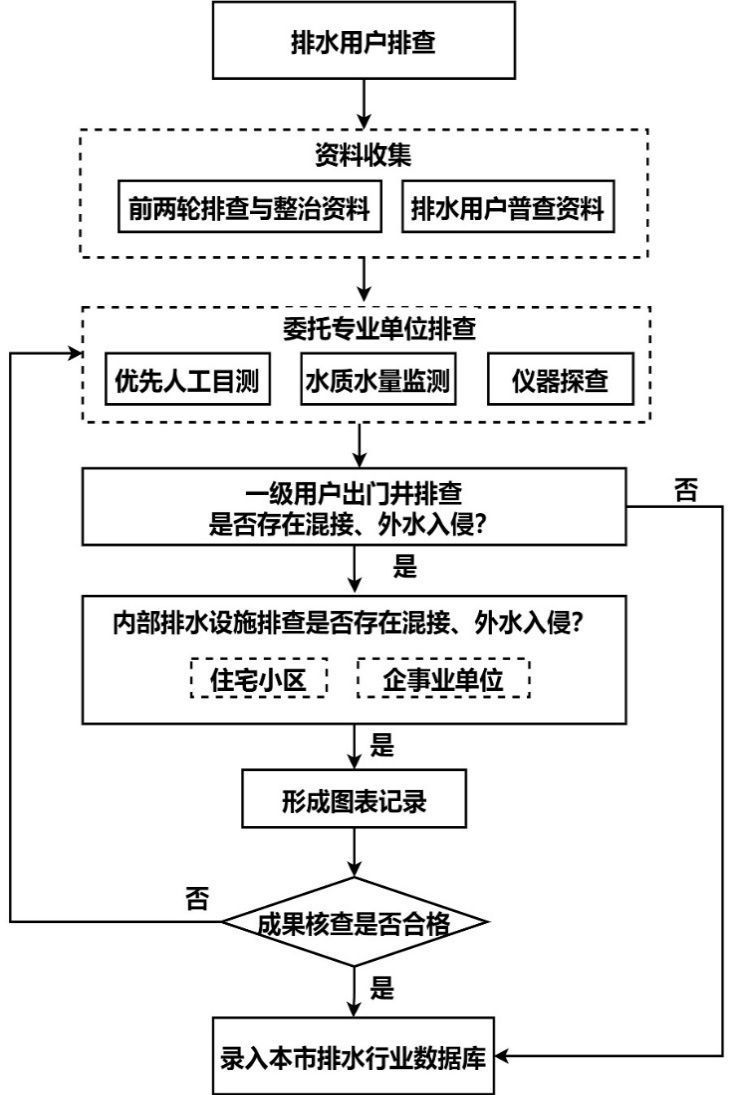 排水用户排查
资料收集
前两轮排查与整治资料
排水用户普查资料
委托专业单位排查
优先人工目测
水质水量监测
仪器探查
一级用户出门井排查
是否存在混接、外水入侵?
否
是
内部排水设施排查是否存在混接、外水入侵?
住宅小区
企事业单位
是
形成图表记录
否
成果核查是否合格
是
录入本市排水行业数据库